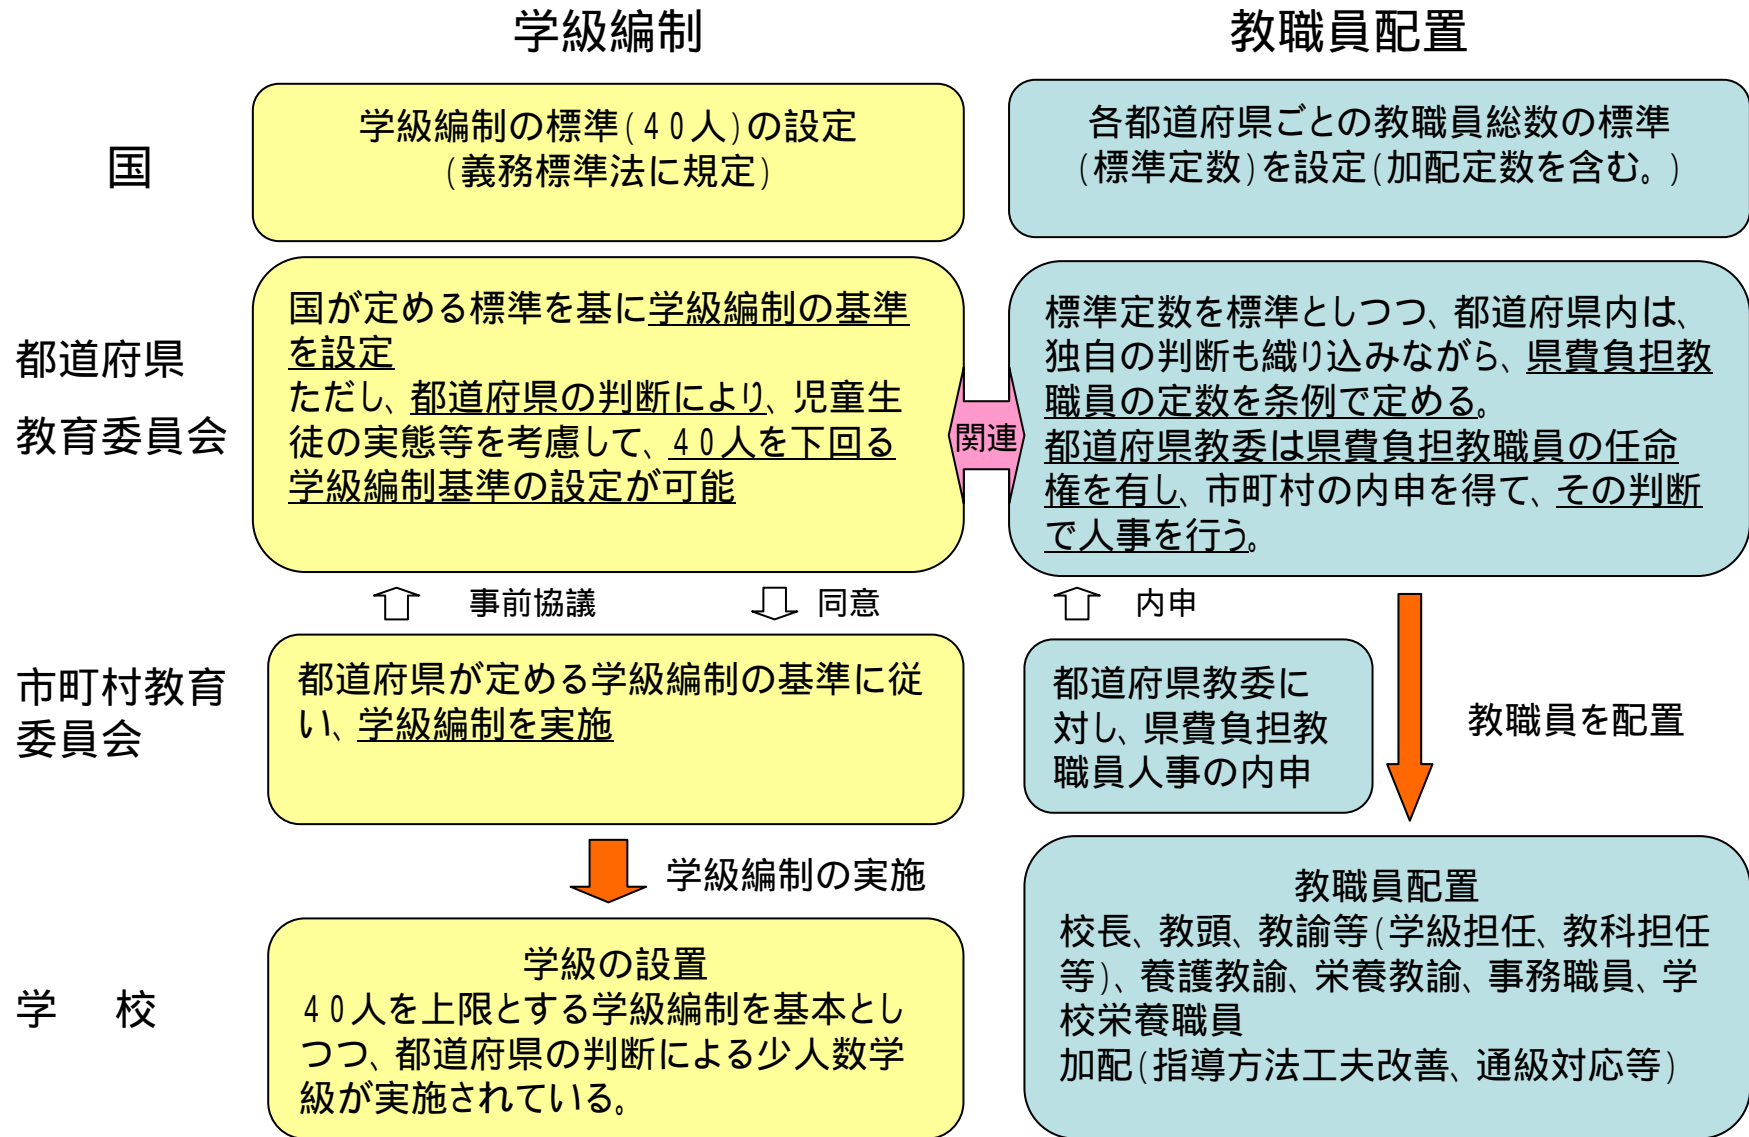 学級編制
教職員配置
国
学級編制の標準(40人)の設定
(義務標準法に規定)
各都道府県ごとの教職員総数の標準
(標準定数)を設定(加配定数を含む。)
都道府県
教育委員会
国が定める標準を基に学級編制の基準
を設定
ただし、都道府県の判断により、児童生
徒の実態等を考慮して、40人を下回る
学級編制基準の設定が可能
関連
標準定数を標準としつつ、都道府県内は、
独自の判断も織り込みながら、県費負担教
職員の定数を条例で定める。
都道府県教委は県費負担教職員の任命
権を有し、市町村の内申を得て、その判断
で人事を行う。
事前協議
同意
内申
市町村教育
委員会
都道府県が定める学級編制の基準に従
い、学級編制を実施
都道府県教委に
対し、県費負担教
職員人事の内申
教職員を配置
学級編制の実施
学 校
学級の設置
40人を上限とする学級編制を基本とし
つつ、都道府県の判断による少人数学
級が実施されている。
教職員配置
校長、教頭、教諭等(学級担任、教科担任
等)、養護教諭、栄養教諭、事務職員、学
校栄養職員
加配(指導方法工夫改善、通級対応等)